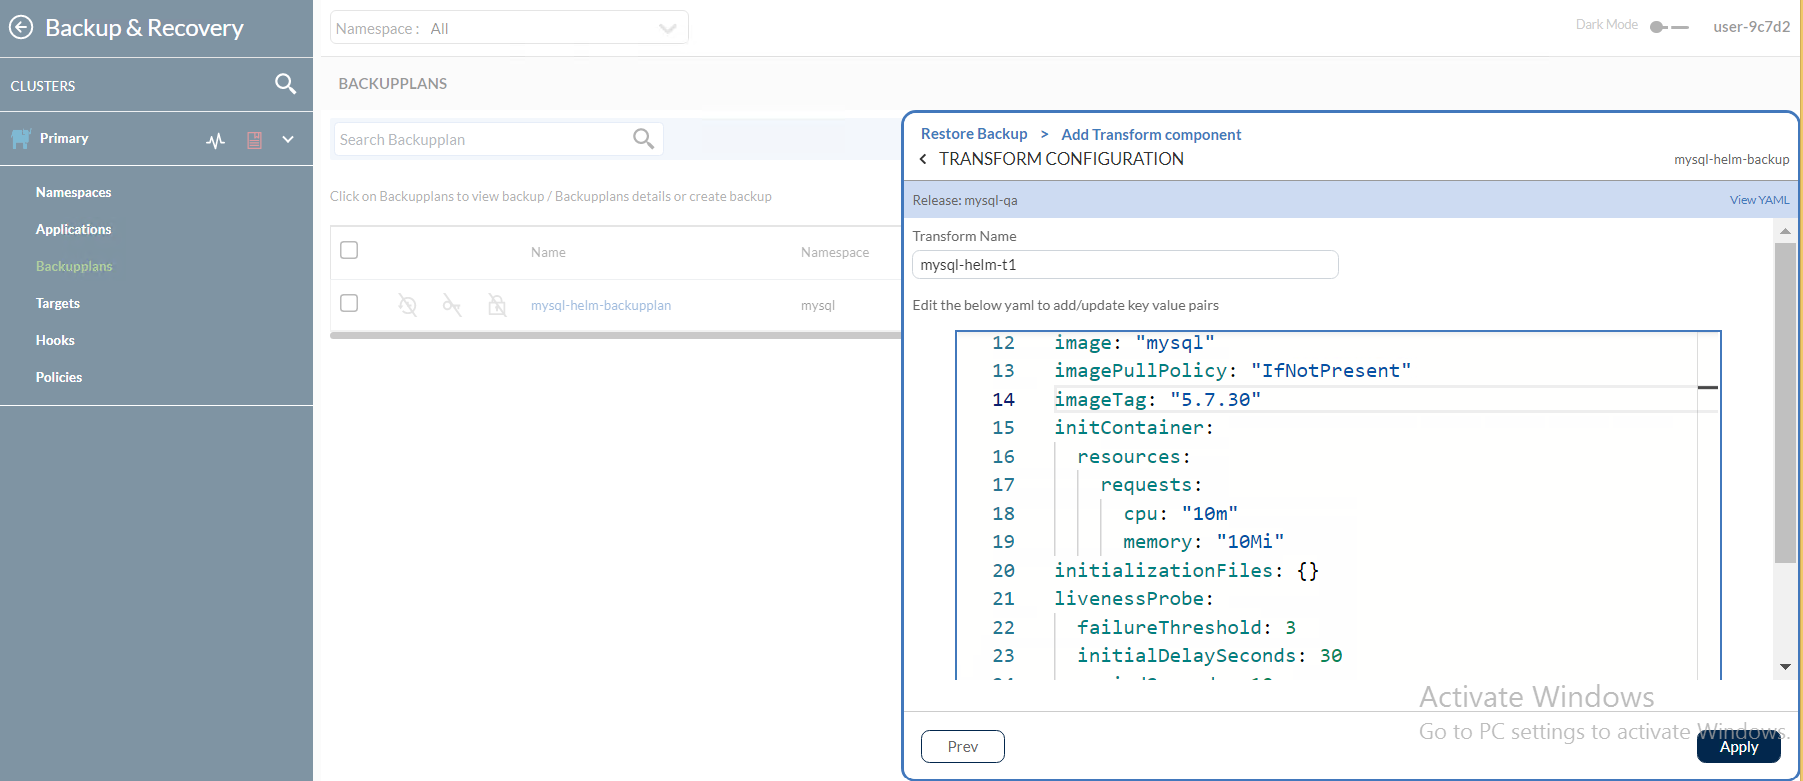 Backup & Recovery
CLUSTERS
Primary
Namespaces
Applications
Backupplans
Targets
Hooks
Policies
Namespace : All
Dark Mode
user-9c7d2
BACKUPPLANS
Search Backupplan
Click on Backupplans to view backup / Backupplans details or create backup
Name Namespace
mysql-helm-backupplan mysql
Restore Backup > Add Transform component
TRANSFORM CONFIGURATION
mysql-helm-backup
Release: mysql-qa
View YAML
Transform Name
mysql-helm-t1
Edit the below yaml to add/update key value pairs
12 image: "mysql"
13 imagePullPolicy: "IfNotPresent"
14 imageTag: "5.7.30"
15 initContainer:
16 resources:
17 requests:
18 cpu: "10m"
19 memory: "10Mi"
20 initializationFiles: {}
21 livenessProbe:
22 failureThreshold: 3
23 initialDelaySeconds: 30
Activate Windows
Go to PC settings to activate Windows.
Prev
Apply